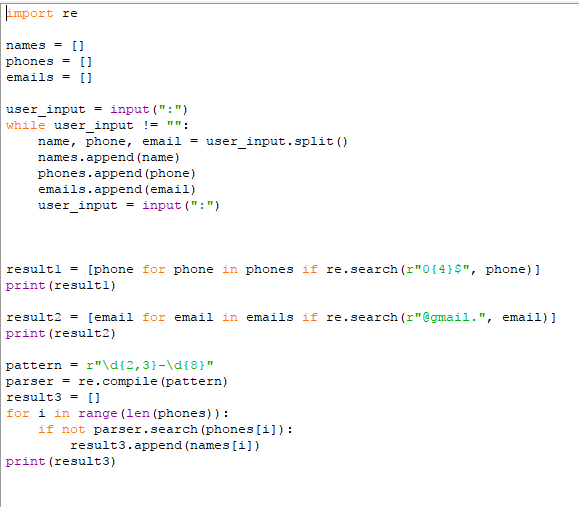 import re
names = []
phones = []
emails = []
user_input = input(":")
while user_input != "":
    name, phone, email = user_input.split()
    names.append(name)
    phones.append(phone)
    emails.append(email)
    user_input = input(":")
result1 = [phone for phone in phones if re.search(r"0{4}$", phone)]
print(result1)
result2 = [email for email in emails if re.search(r"@gmail.", email)]
print(result2)
pattern = r"\d{2,3}-\d{8}"
parser = re.compile(pattern)
result3 = []
for i in range(len(phones)):
    if not parser.search(phones[i]):
        result3.append(names[i])
print(result3)